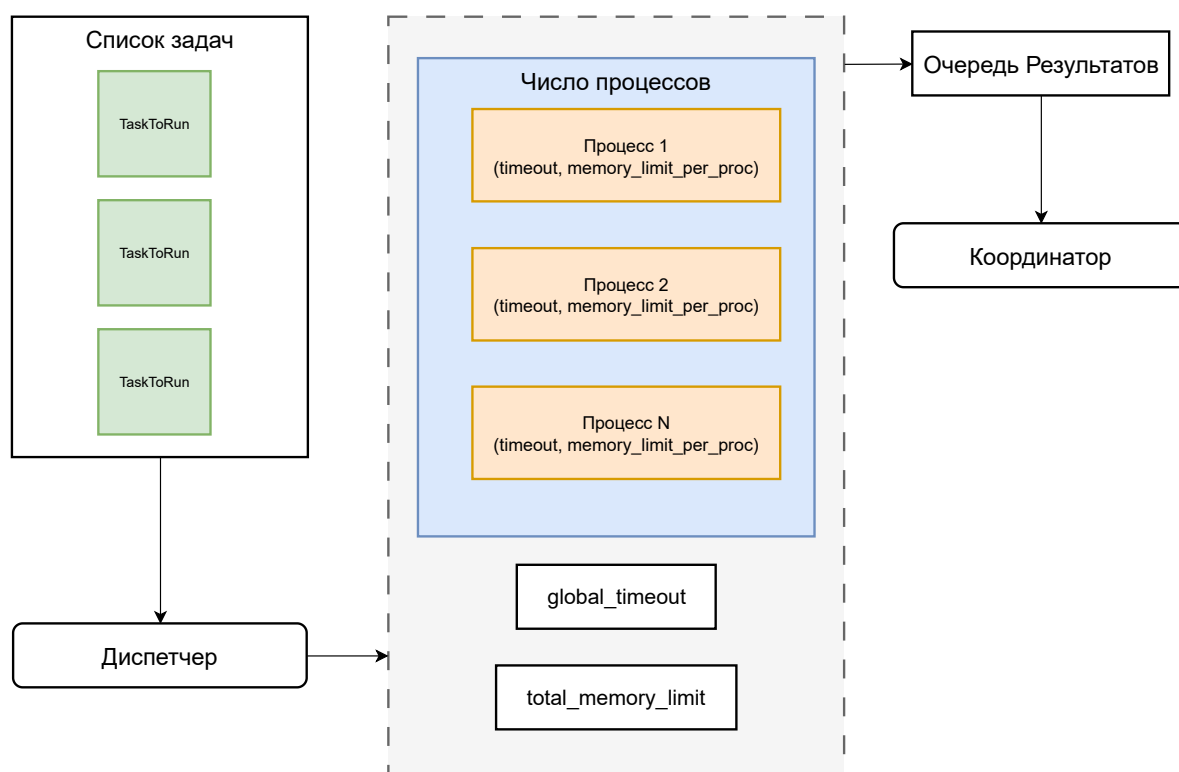 Список задач
TaskToRun
TaskToRun
TaskToRun
Диспетчер
Число процессов
Процесс 1
(timeout, memory_limit_per_proc)
Процесс 2
(timeout, memory_limit_per_proc)
Процесс N
(timeout, memory_limit_per_proc)
global_timeout
total_memory_limit
Очередь Результатов
Координатор